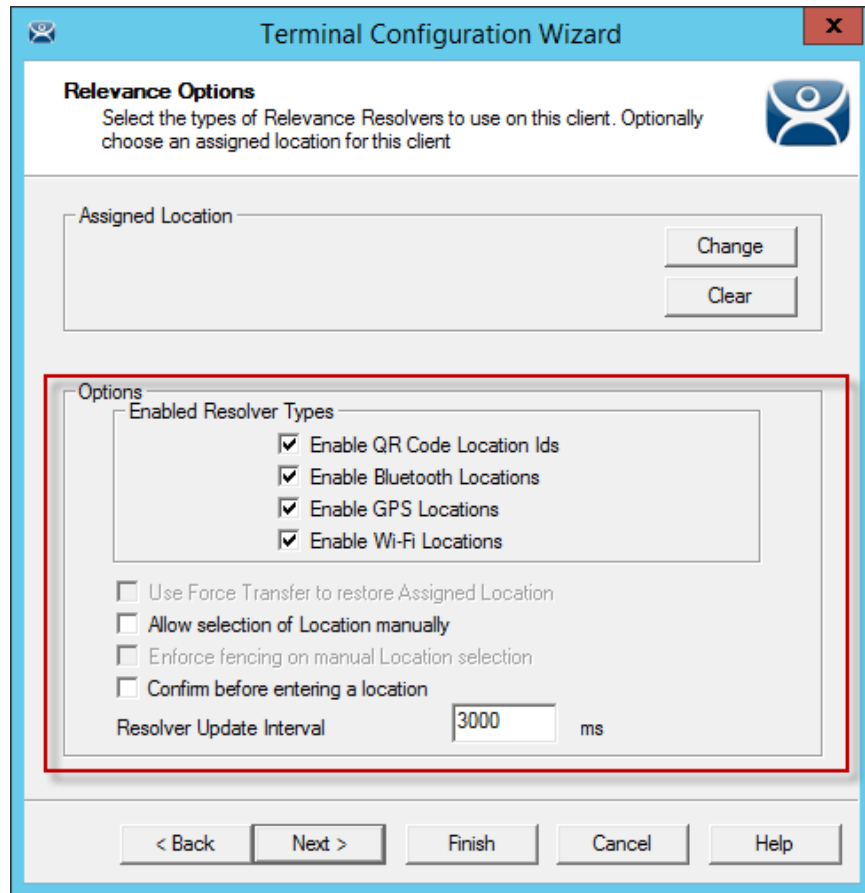 Terminal Configuration Wizard
x
Relevance Options
Select the types of Relevance Resolvers to use on this client. Optionally
choose an assigned location for this client
Assigned Location
Change
Clear
Options
Enabled Resolver Types
Enable QR Code Location Ids
Enable Bluetooth Locations
Enable GPS Locations
Enable Wi-Fi Locations
Use Force Transfer to restore Assigned Location
Allow selection of Location manually
Enforce fencing on manual Location selection
Confirm before entering a location
Resolver Update Interval 3000 ms
< Back Next > Finish Cancel Help